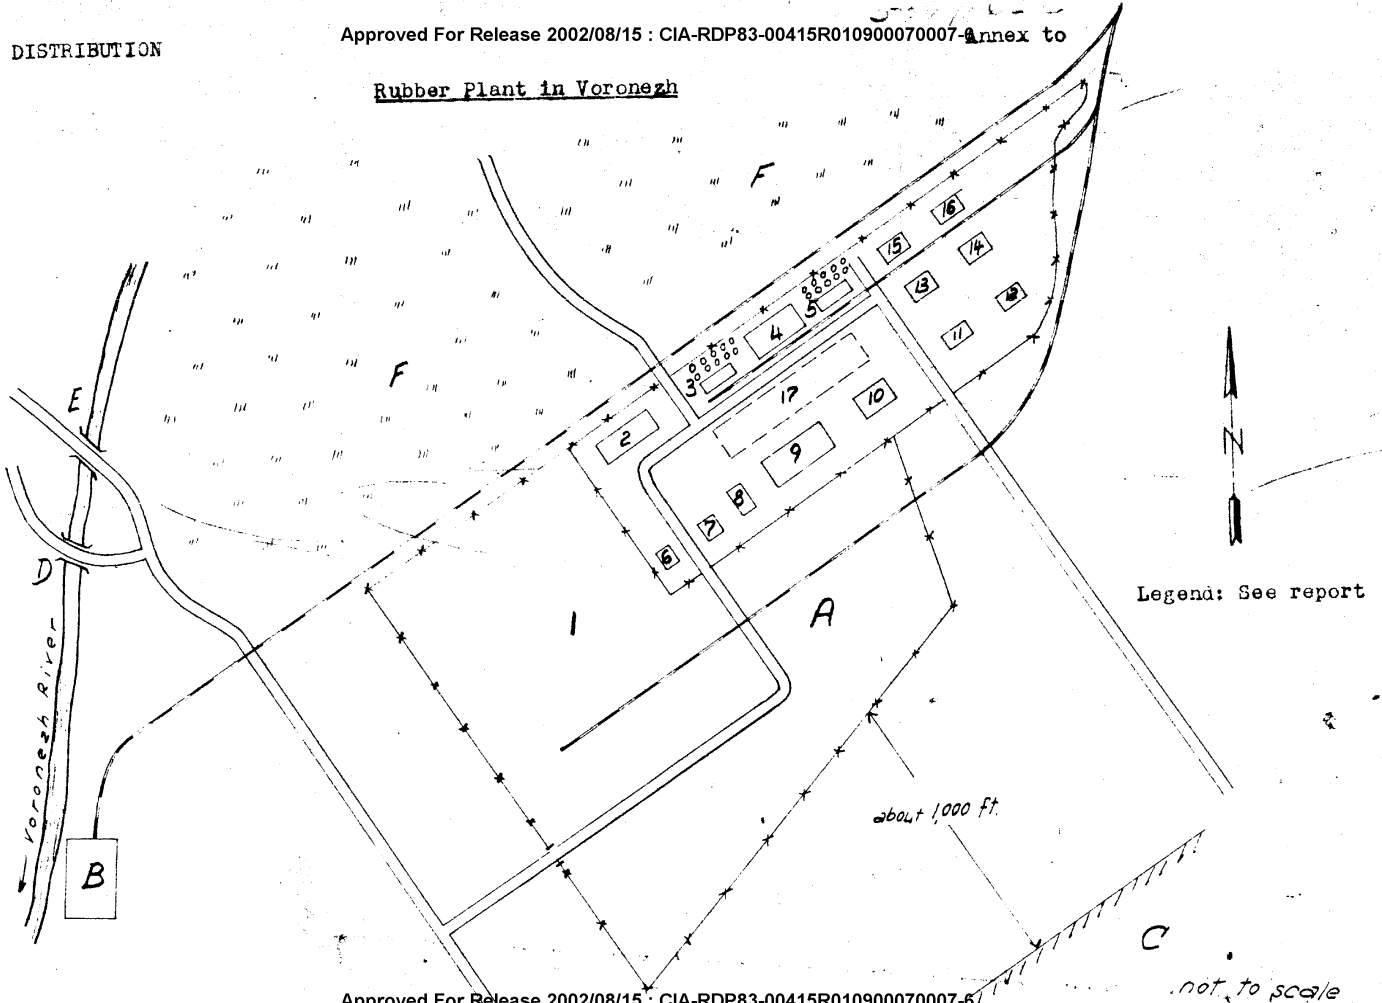 Approved For Release 2002/08/15 : CIA-RDP83-00415R010900070007-6
Annex to
DISTRIBUTION
Rubber Plant in Voronezh
F
16
15
14
13
12
5
4
11
3
F
17
10
E
2
9
8
7
6
D
Legend: See report
1
A
Voronezh River
about 1,000 ft.
B
C
not to scale
Approved For Release 2002/08/15 : CIA-RDP83-00415R010900070007-6
N